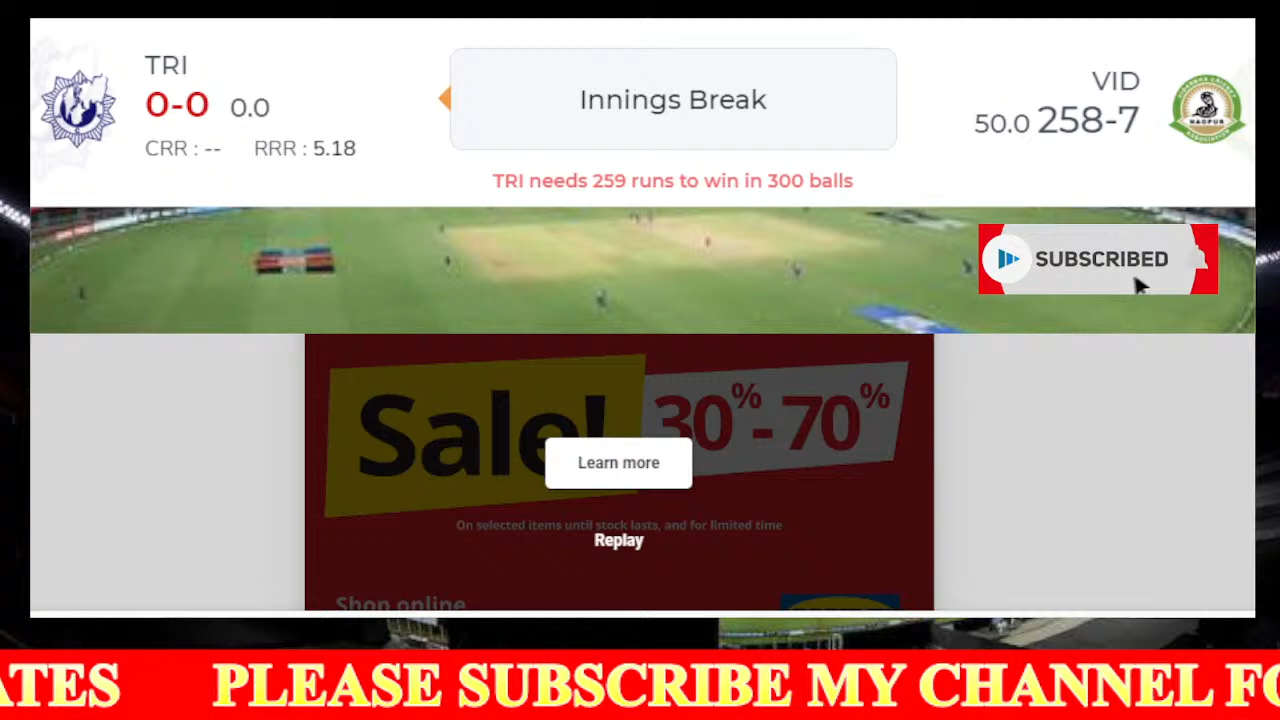 TRI
0-0 0.0
CRR : -- RRR : 5.18
Innings Break
TRI needs 259 runs to win in 300 balls
VID
50.0 258-7
NAGPUR
SUBSCRIBED
Sale! 30% - 70%
Learn more
On selected items until stock lasts, and for limited time
Replay
Shop online
ATES PLEASE SUBSCRIBE MY CHANNEL FO